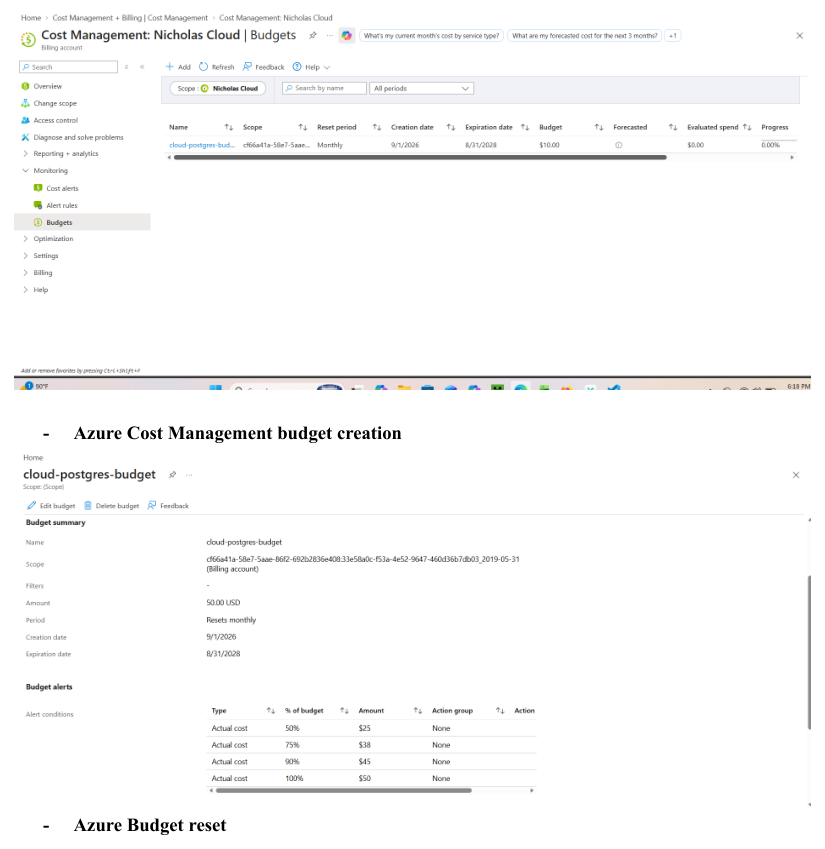 Home > Cost Management + Billing | Cost Management > Cost Management: Nicholas Cloud
Cost Management: Nicholas Cloud | Budgets
What's my current month's cost by service type?
What are my forecasted cost for the next 3 months?
+1
Billing account
Search
Add Refresh Feedback Help
Overview
Scope : Nicholas Cloud
Search by name
All periods
Change scope
Access control
Diagnose and solve problems
Reporting + analytics
Monitoring
Cost alerts
Alert rules
Budgets
Optimization
Settings
Billing
Help
Name Scope Reset period Creation date Expiration date Budget Forecasted Evaluated spend Progress
cloud-postgres-bud... cf66a41a-58e7-5aae... Monthly 9/1/2026 8/31/2028 $10.00 $0.00 0.00%
Add or remove favorites by pressing Ctrl+Shift+F
1
90°F
6:18 PM
- Azure Cost Management budget creation
Home
cloud-postgres-budget
Scope: (Scope)
Edit budget Delete budget Feedback
Budget summary
Name cloud-postgres-budget
Scope cf66a41a-58e7-5aae-86f2-692b2836e408:33e58a0c-f53a-4e52-9647-460d36b7db03_2019-05-31
(Billing account)
Filters -
Amount 50.00 USD
Period Resets monthly
Creation date 9/1/2026
Expiration date 8/31/2028
Budget alerts
Alert conditions
Type % of budget Amount Action group Action
Actual cost 50% $25 None
Actual cost 75% $38 None
Actual cost 90% $45 None
Actual cost 100% $50 None
- Azure Budget reset